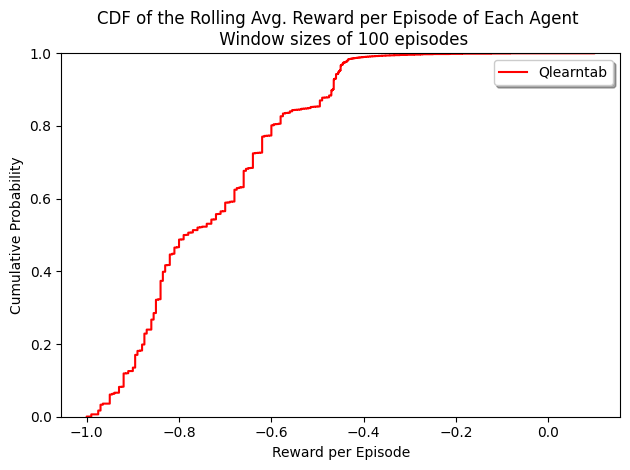 CDF of the Rolling Avg. Reward per Episode of Each Agent
Window sizes of 100 episodes
Qlearntab
Cumulative Probability
1.0
0.8
0.6
0.4
0.2
0.0
−1.0 −0.8 −0.6 −0.4 −0.2 0.0
Reward per Episode